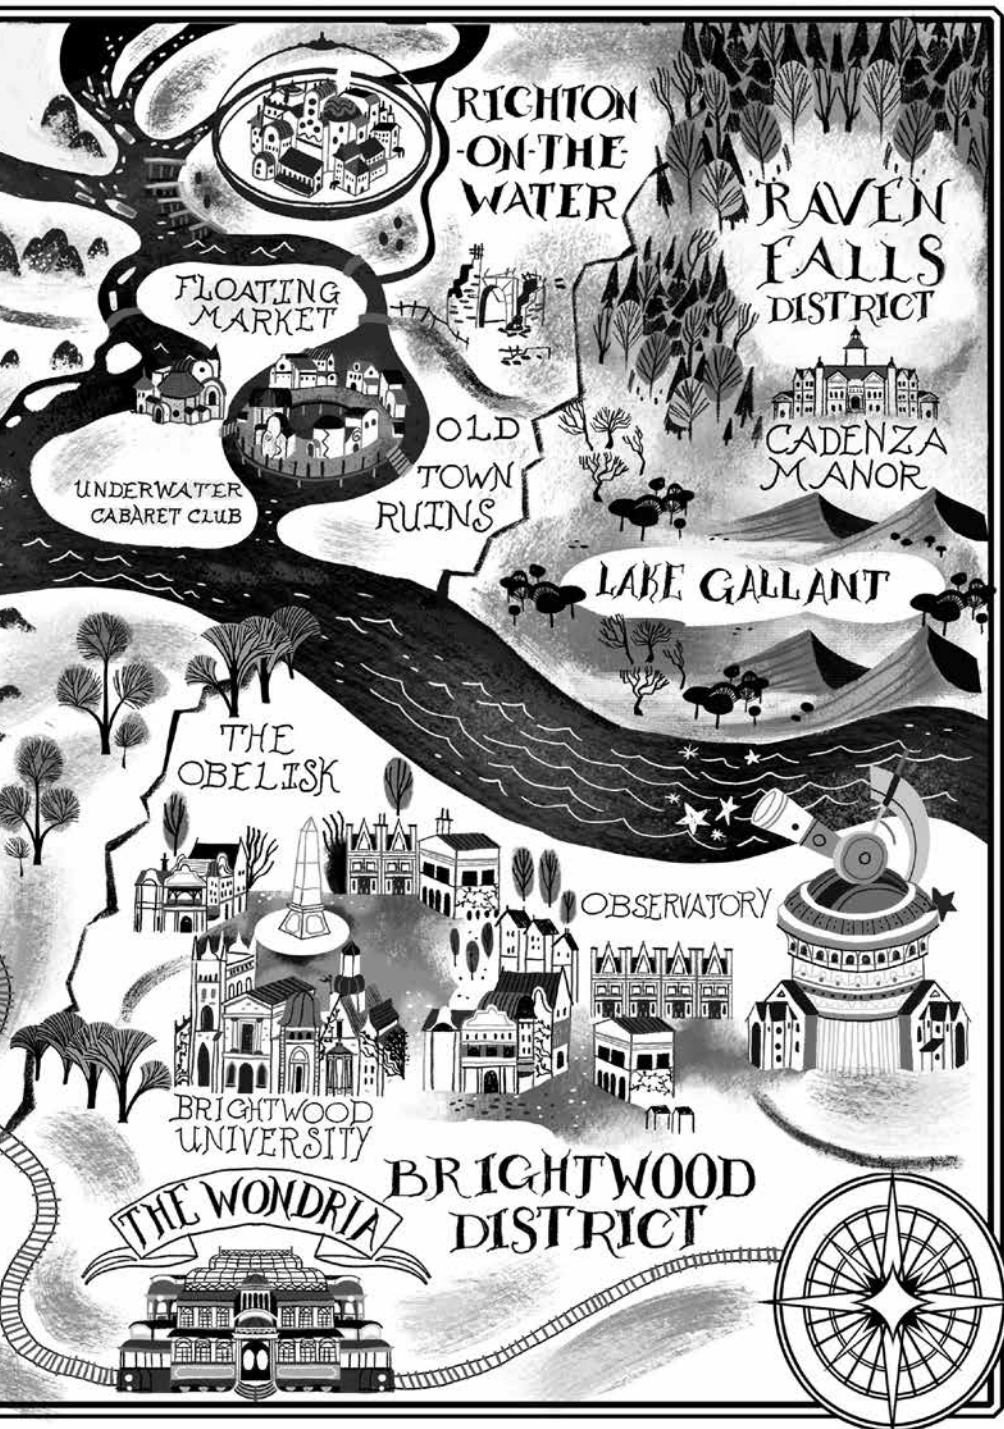 RICHTON
-ON-THE-
WATER
RAVEN
FALLS
DISTRICT
FLOATING
MARKET
OLD
TOWN
RUINS
CADENZA
MANOR
UNDERWATER
CABARET CLUB
LAKE GALLANT
THE
OBELISK
OBSERVATORY
BRIGHTWOOD
UNIVERSITY
BRIGHTWOOD
DISTRICT
THE WONDRIA